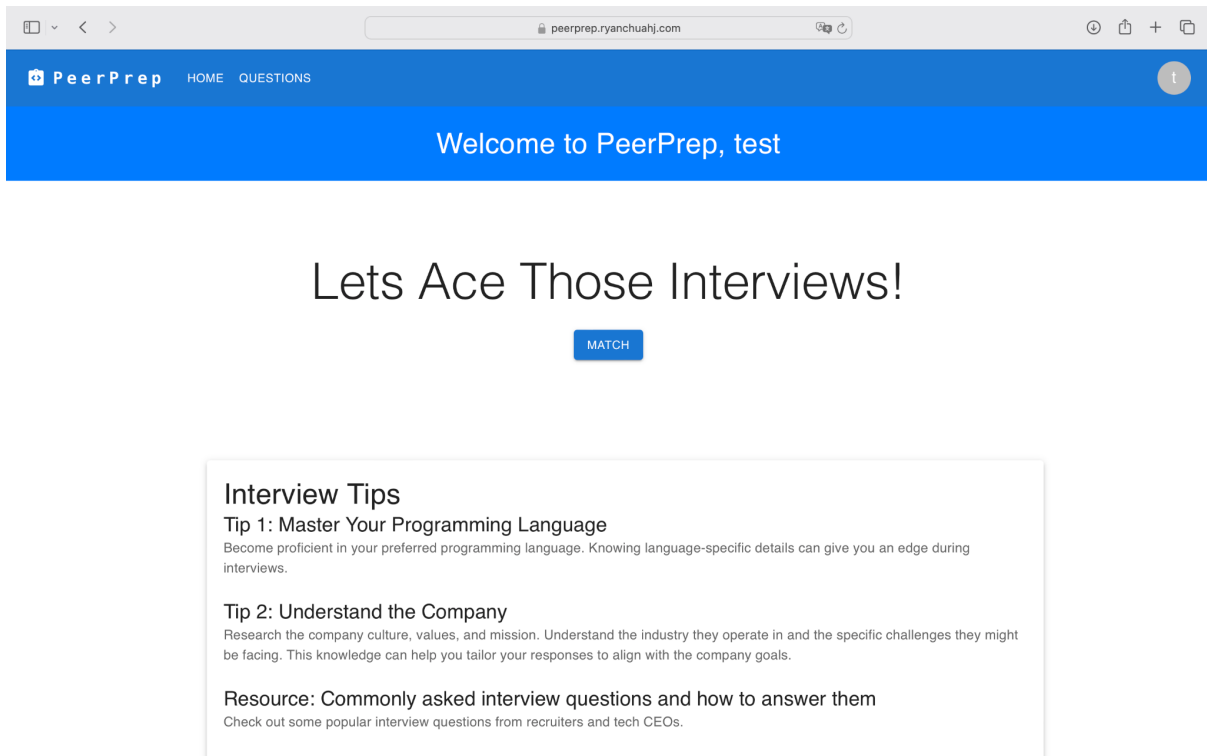 peerprep.ryanchuahj.com
PeerPrep HOME QUESTIONS t
Welcome to PeerPrep, test
Lets Ace Those Interviews!
MATCH
Interview Tips
Tip 1: Master Your Programming Language
Become proficient in your preferred programming language. Knowing language-specific details can give you an edge during
interviews.
Tip 2: Understand the Company
Research the company culture, values, and mission. Understand the industry they operate in and the specific challenges they might
be facing. This knowledge can help you tailor your responses to align with the company goals.
Resource: Commonly asked interview questions and how to answer them
Check out some popular interview questions from recruiters and tech CEOs.